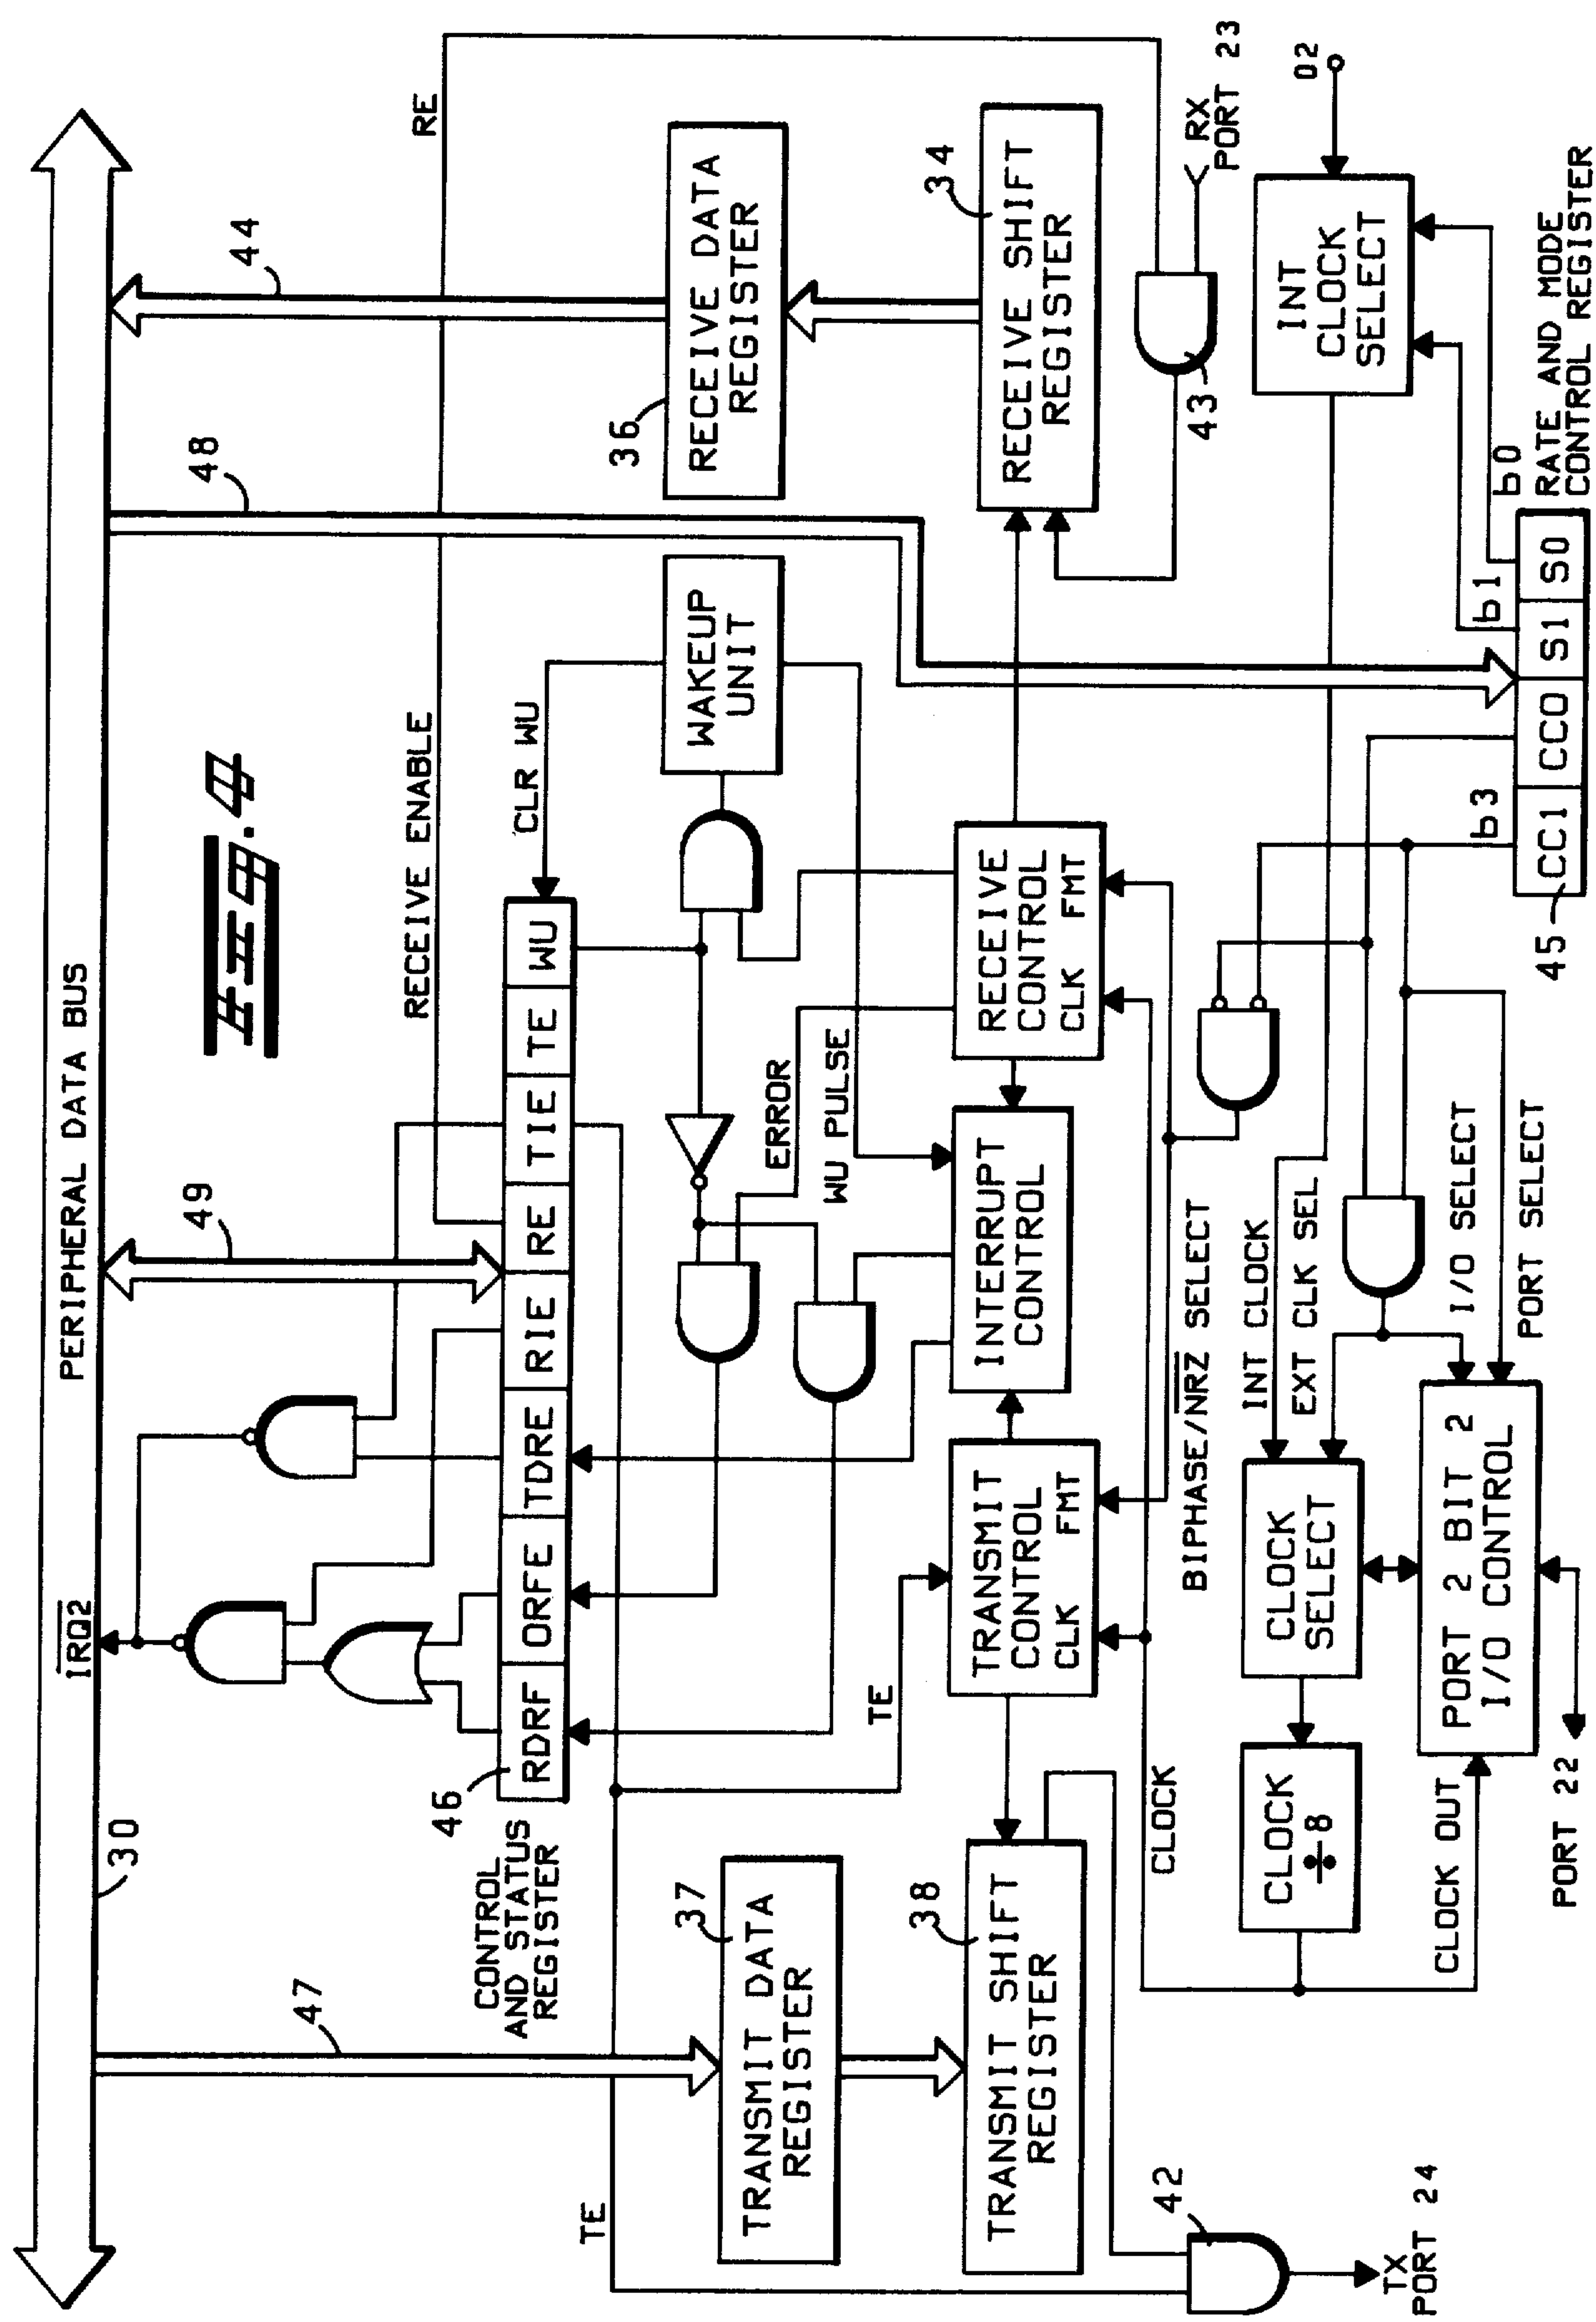 PERIPHERAL DATA BUS
30
IRQ2
Fig. 4
47
49
48
44
RECEIVE ENABLE
RE
CONTROL
AND STATUS
REGISTER
46
RDRF ORFE TDRE RIE RE TIE TE WU
CLR WU
TE
37
TRANSMIT DATA
REGISTER
ERROR
WU PULSE
WAKEUP
UNIT
36
RECEIVE DATA
REGISTER
38
TRANSMIT SHIFT
REGISTER
TE
TRANSMIT
CONTROL
CLK FMT
INTERRUPT
CONTROL
RECEIVE
CONTROL
CLK FMT
34
RECEIVE SHIFT
REGISTER
42
TX
PORT 24
CLOCK
BIPHASE/NRZ SELECT
43
RX
PORT 23
CLOCK
÷8
CLOCK
SELECT
INT CLOCK
EXT CLK SEL
INT
CLOCK
SELECT
02
CLOCK OUT
PORT 2 BIT 2
I/O CONTROL
I/O SELECT
PORT SELECT
PORT 22
b3
b1
b0
45
CC1 CC0 S1 S0
RATE AND MODE
CONTROL REGISTER